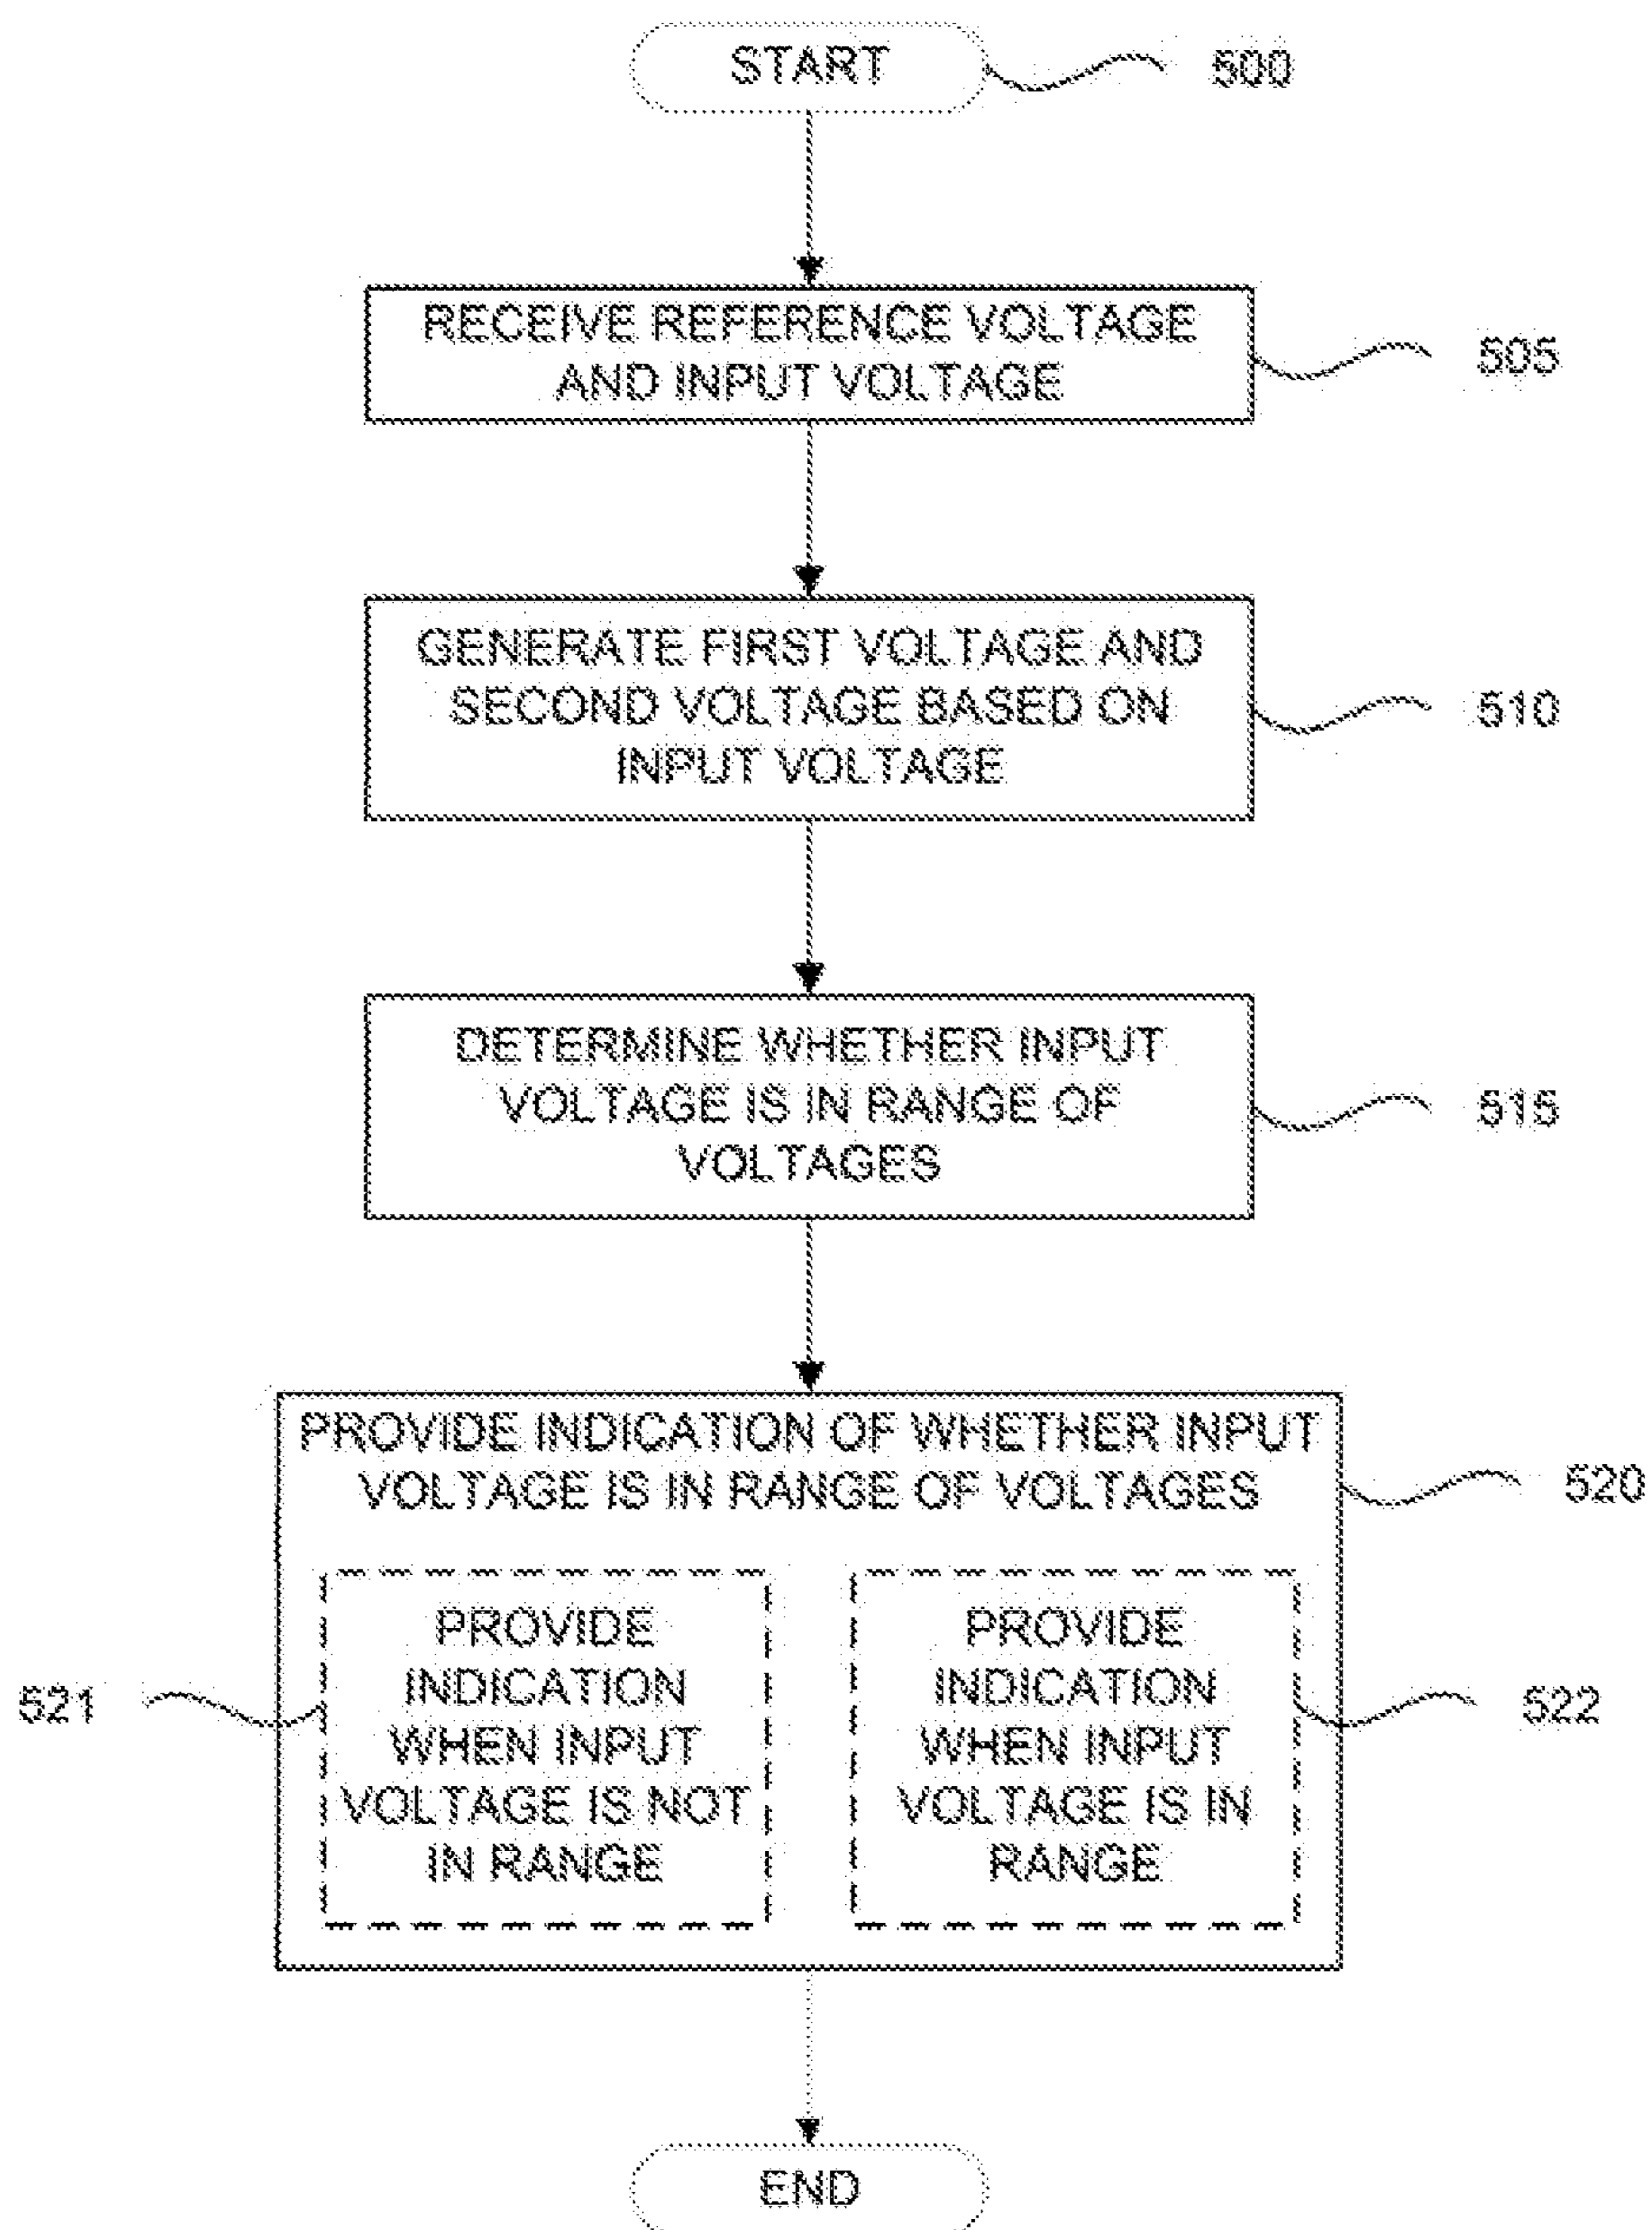 START
500
RECEIVE REFERENCE VOLTAGE
AND INPUT VOLTAGE
505
GENERATE FIRST VOLTAGE AND
SECOND VOLTAGE BASED ON
INPUT VOLTAGE
510
DETERMINE WHETHER INPUT
VOLTAGE IS IN RANGE OF
VOLTAGES
515
PROVIDE INDICATION OF WHETHER INPUT
VOLTAGE IS IN RANGE OF VOLTAGES
520
521
PROVIDE
INDICATION
WHEN INPUT
VOLTAGE IS NOT
IN RANGE
PROVIDE
INDICATION
WHEN INPUT
VOLTAGE IS IN
RANGE
522
END